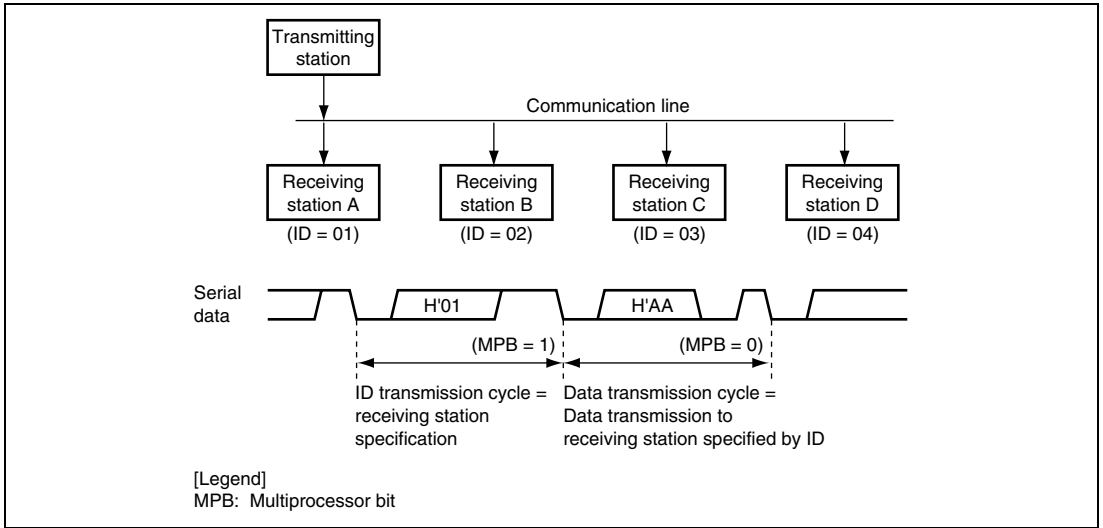 Transmitting
station
Communication line
Receiving
station A
(ID = 01)
Receiving
station B
(ID = 02)
Receiving
station C
(ID = 03)
Receiving
station D
(ID = 04)
Serial
data
H'01
H'AA
(MPB = 1)
(MPB = 0)
ID transmission cycle =
receiving station
specification
Data transmission cycle =
Data transmission to
receiving station specified by ID
[Legend]
MPB: Multiprocessor bit